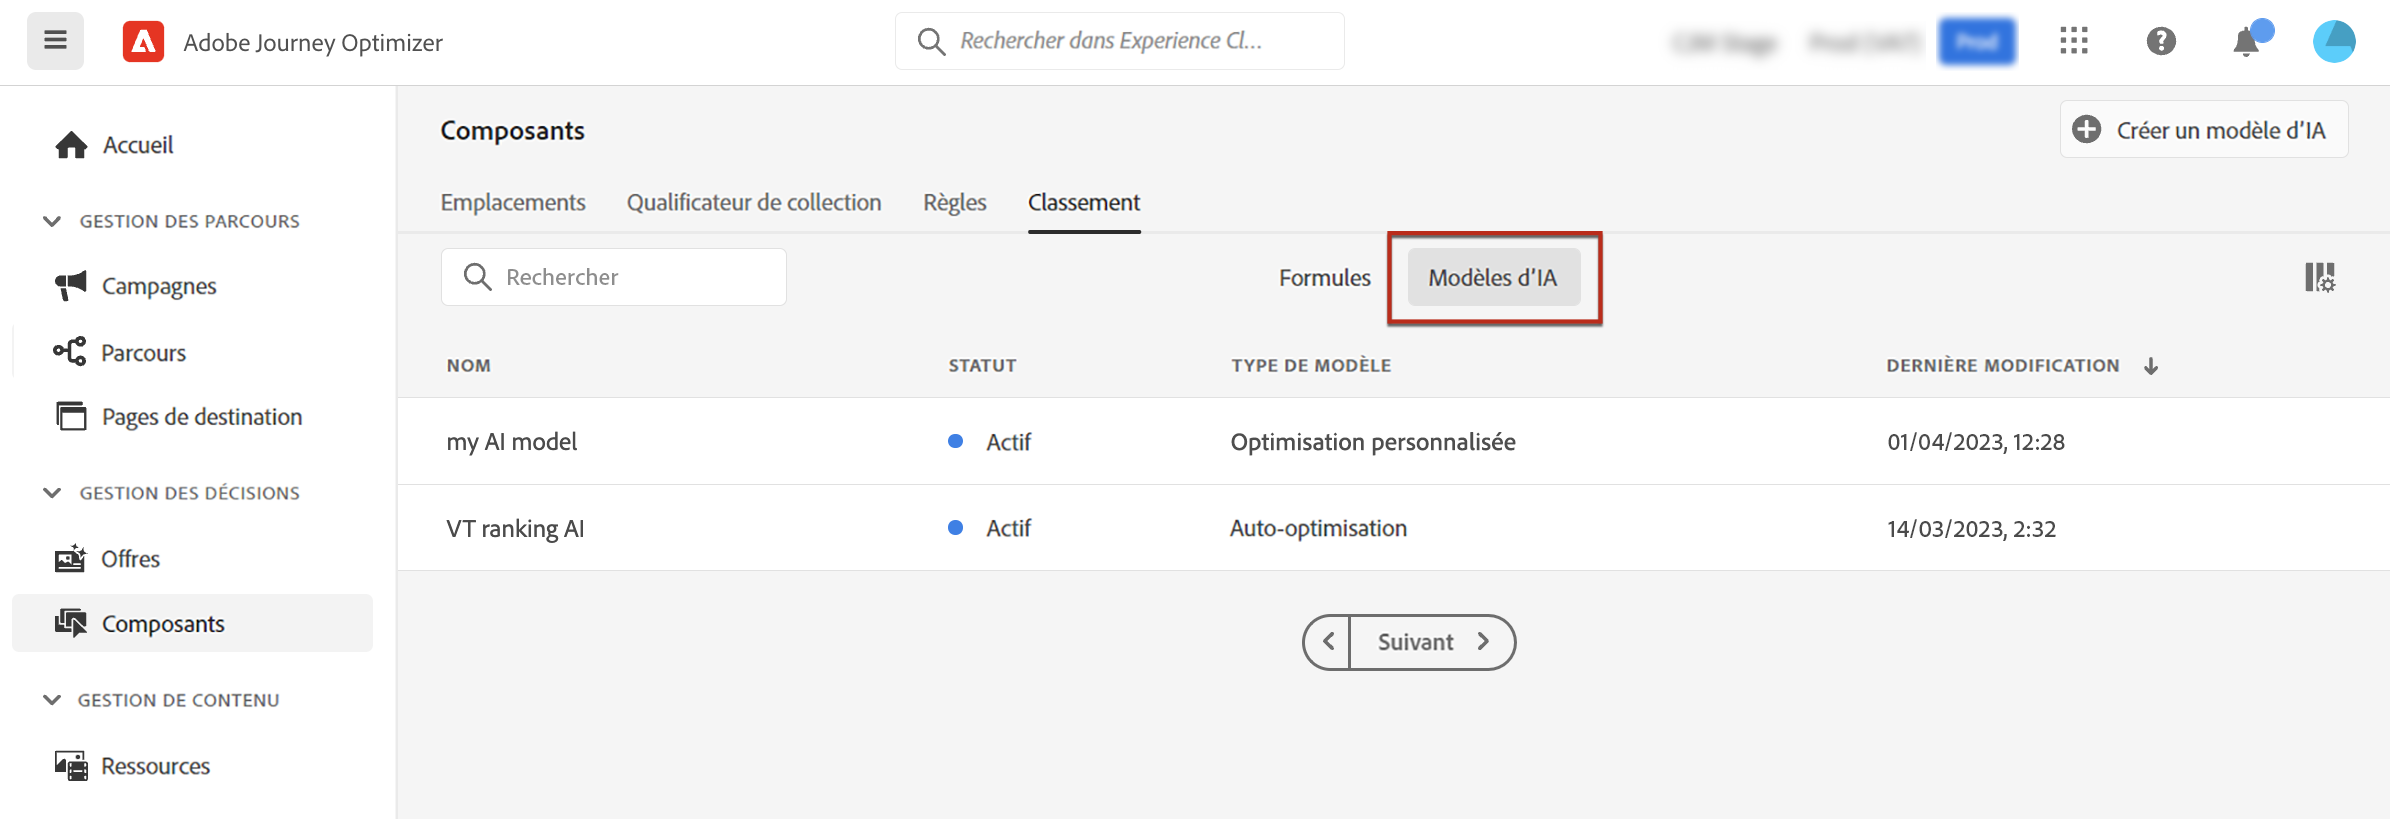 Adobe Journey Optimizer
Rechercher dans Experience Cl...
Prod
Accueil
GESTION DES PARCOURS
Campagnes
Parcours
Pages de destination
GESTION DES DÉCISIONS
Offres
Composants
GESTION DE CONTENU
Ressources
Composants
Créer un modèle d’IA
Emplacements Qualificateur de collection Règles Classement
Rechercher
Formules Modèles d’IA
NOM STATUT TYPE DE MODÈLE DERNIÈRE MODIFICATION
my AI model Actif Optimisation personnalisée 01/04/2023, 12:28
VT ranking AI Actif Auto-optimisation 14/03/2023, 2:32
Suivant